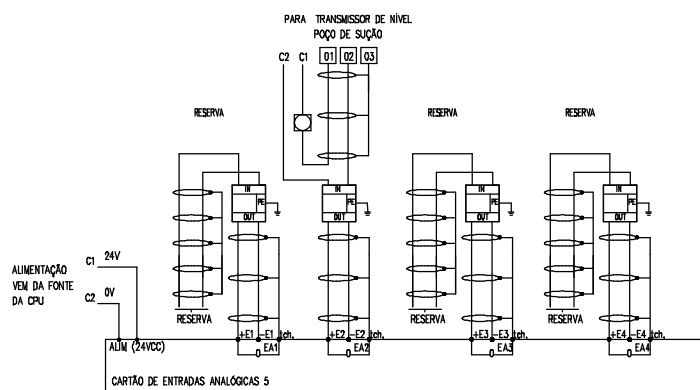 PARA TRANSMISSOR DE NÍVEL
POÇO DE SUÇÃO
C2 C1 01 02 03
RESERVA RESERVA RESERVA
IN IN IN IN
PE PE PE PE
OUT OUT OUT OUT
C1 24V
ALIMENTAÇÃO
VEM DA FONTE
DA CPU
C2 0V
RESERVA RESERVA RESERVA
+E1 -E1 tch. +E2 -E2 tch. +E3 -E3 tch. +E4 -E4 tch.
ALIM (24VCC) EA1 EA2 EA3 EA4
CARTÃO DE ENTRADAS ANALÓGICAS 5